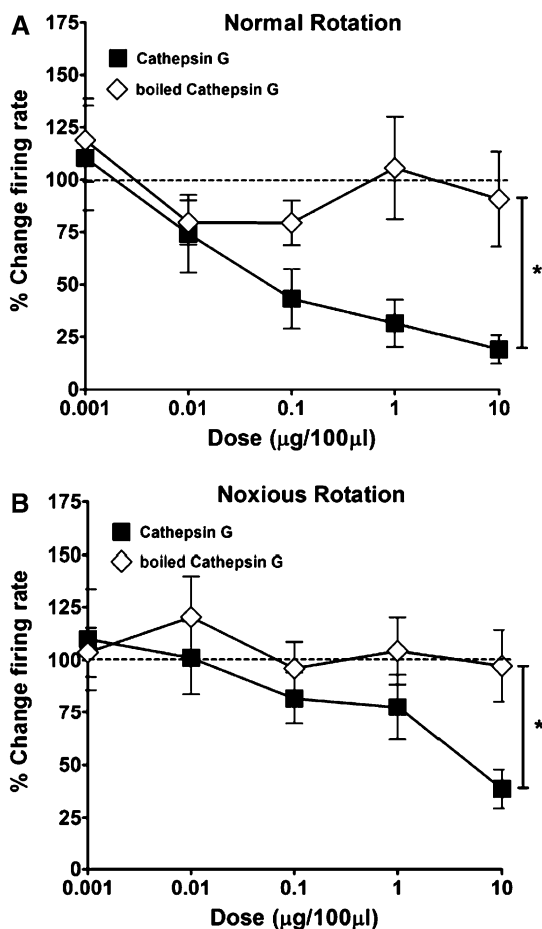 A
Normal Rotation
Cathepsin G
boiled Cathepsin G
% Change firing rate
175
150
125
100
75
50
25
0
*
0.001 0.01 0.1 1 10
Dose (μg/100μl)
B
Noxious Rotation
Cathepsin G
boiled Cathepsin G
% Change firing rate
175
150
125
100
75
50
25
0
*
0.001 0.01 0.1 1 10
Dose (μg/100μl)